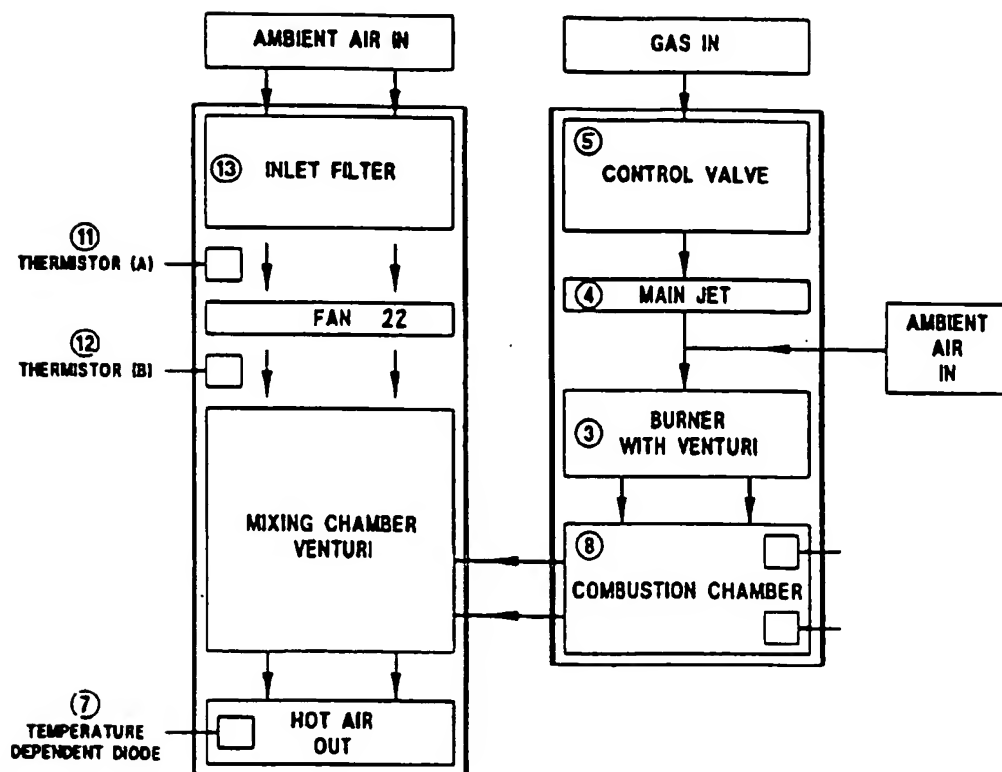 AMBIENT AIR IN
GAS IN
13 INLET FILTER
5
CONTROL VALVE
11
THERMISTOR (A)
4 MAIN JET
FAN 22
AMBIENT
AIR
IN
12
THERMISTOR (B)
3
BURNER
WITH VENTURI
MIXING CHAMBER
VENTURI
8
COMBUSTION CHAMBER
7
TEMPERATURE
DEPENDENT DIODE
HOT AIR
OUT